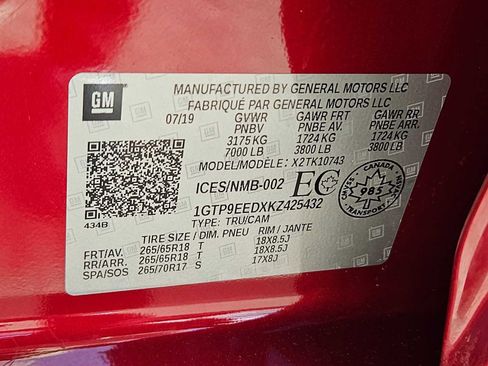 GM
MANUFACTURED BY GENERAL MOTORS LLC
FABRIQUÉ PAR GENERAL MOTORS LLC
07/19 GVWR GAWR FRT GAWR RR
PNBV PNBE AV. PNBE ARR.
3175 KG 1724 KG 1724 KG
7000 LB 3800 LB 3800 LB
MODEL/MODÈLE: X2TK10743
ICES/NMB-002 EC
CMVSS
985
NSVAC
1GTP9EEDXKZ425432
434B
TYPE: TRU/CAM
TIRE SIZE / DIM. PNEU RIM / JANTE
FRT/AV. 265/65R18 T 18X8.5J
RR/ARR. 265/65R18 T 18X8.5J
SPA/SOS 265/70R17 S 17X8J